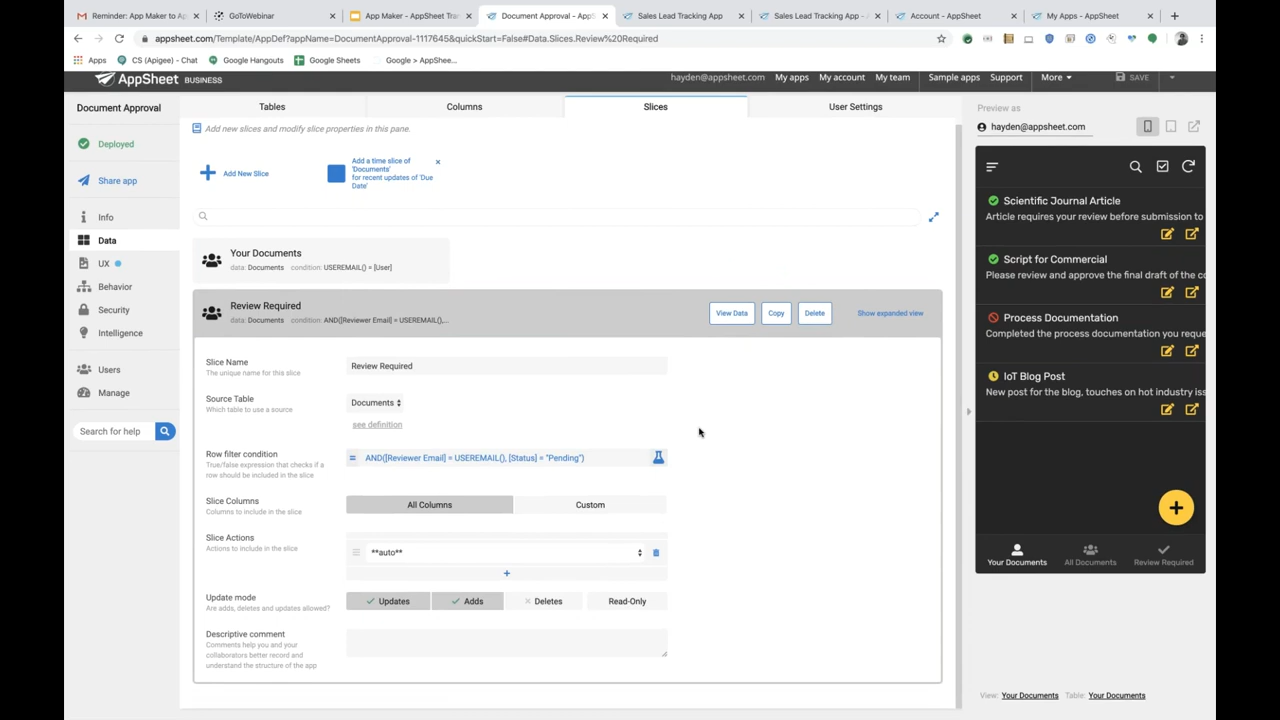 Reminder: App Maker to Ap
GoToWebinar
App Maker - AppSheet Tra
Document Approval - AppS
Sales Lead Tracking App
Sales Lead Tracking App - A
Account - AppSheet
My Apps - AppSheet
appsheet.com/Template/AppDef?appName=DocumentApproval-1117645&quickStart=False#Data.Slices.Review%20Required
Apps
CS (Apigee) - Chat
Google Hangouts
Google Sheets
Google > AppShee...
AppSheet BUSINESS
hayden@appsheet.com My apps My account My team Sample apps Support More SAVE
Document Approval
Deployed
Share app
Info
Data
UX
Behavior
Security
Intelligence
Users
Manage
Search for help
Tables Columns Slices User Settings
Add new slices and modify slice properties in this pane.
Add New Slice
Add a time slice of
'Documents'
for recent updates of 'Due
Date'
Your Documents
data: Documents condition: USEREMAIL() = [User]
Review Required
data: Documents condition: AND([Reviewer Email] = USEREMAIL(),...
View Data Copy Delete Show expanded view
Slice Name
The unique name for this slice
Review Required
Source Table
Which table to use a source
Documents
see definition
Row filter condition
True/false expression that checks if a
row should be included in the slice
= AND([Reviewer Email] = USEREMAIL(), [Status] = "Pending")
Slice Columns
Columns to include in the slice
All Columns Custom
Slice Actions
Actions to include in the slice
**auto**
+
Update mode
Are adds, deletes and updates allowed?
Updates Adds Deletes Read-Only
Descriptive comment
Comments help you and your
collaborators better record and
understand the structure of the app
Preview as
hayden@appsheet.com
Scientific Journal Article
Article requires your review before submission to
Script for Commercial
Please review and approve the final draft of the co
Process Documentation
Completed the process documentation you reque
IoT Blog Post
New post for the blog, touches on hot industry iss
+
Your Documents All Documents Review Required
View: Your Documents Table: Your Documents